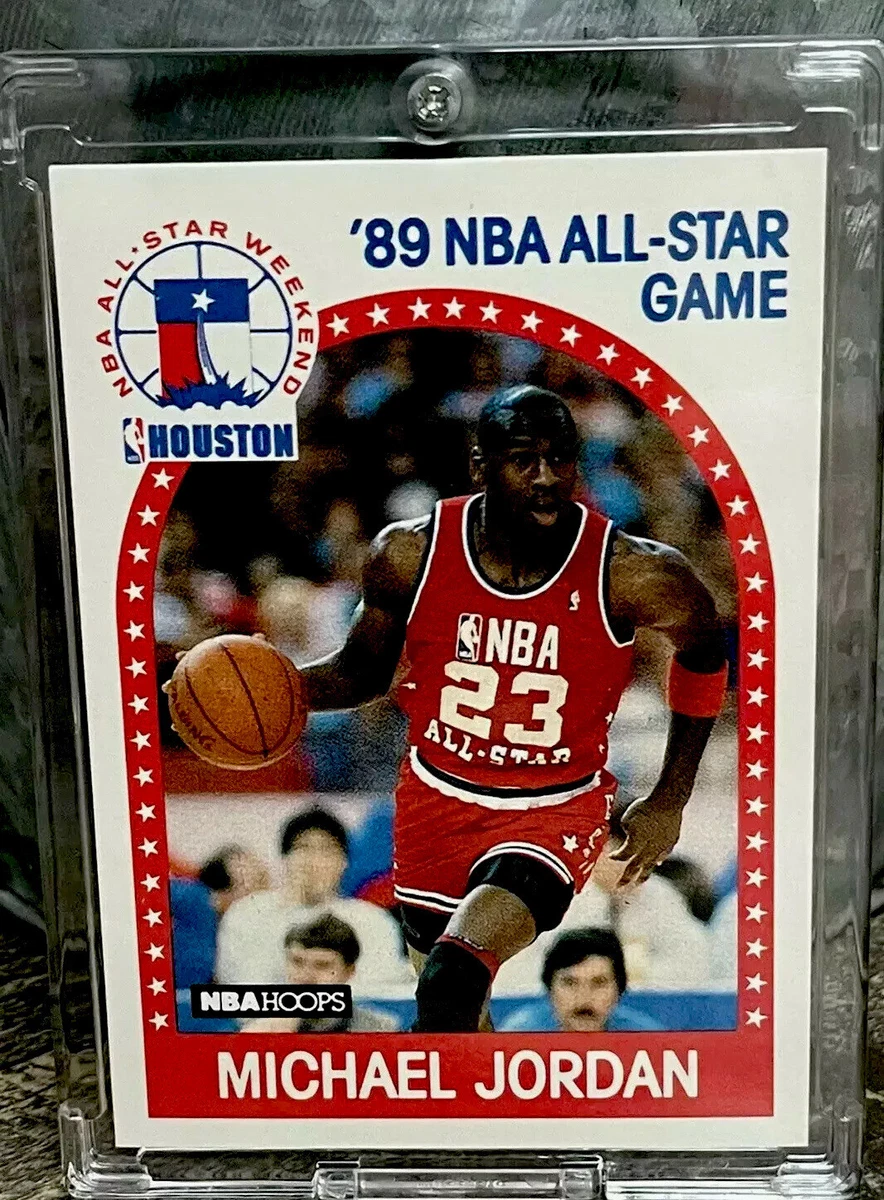 NBA ALL-STAR WEEKEND
HOUSTON
'89 NBA ALL-STAR
GAME
NBA
23
ALL-STAR
NBA HOOPS
MICHAEL JORDAN